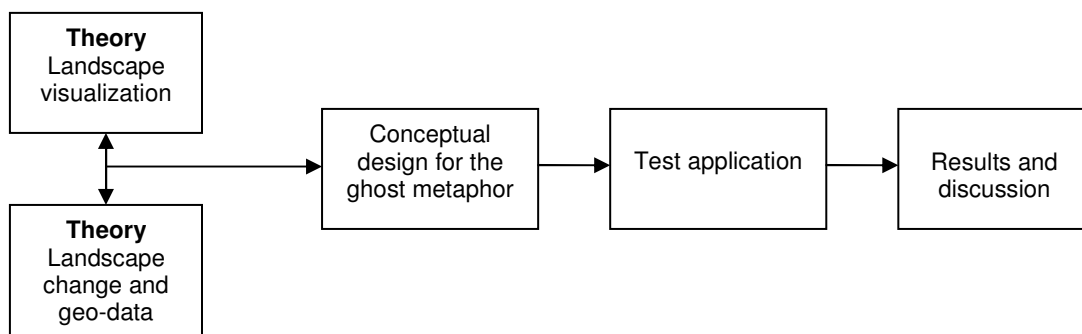 Theory
Landscape
visualization
Theory
Landscape
change and
geo-data
Conceptual
design for the
ghost metaphor
Test application
Results and
discussion